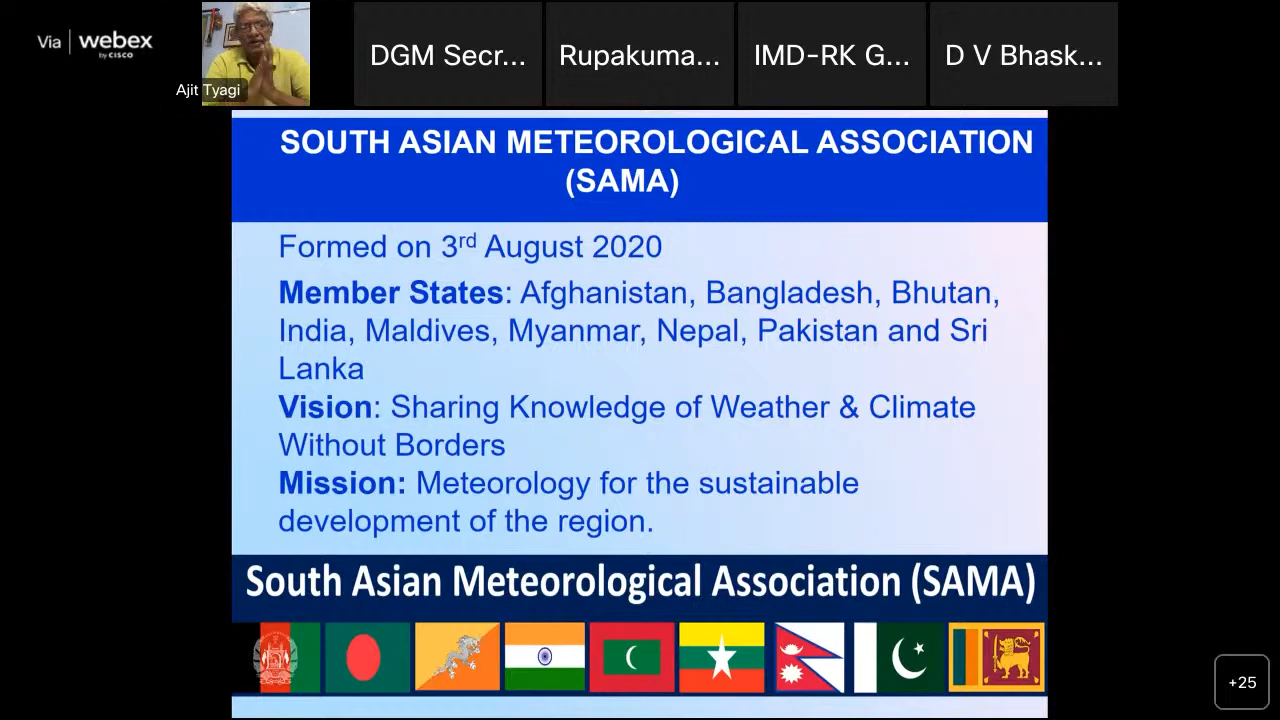 Via webex
by CISCO
Ajit Tyagi
DGM Secr...
Rupakuma...
IMD-RK G...
D V Bhask...
SOUTH ASIAN METEOROLOGICAL ASSOCIATION
(SAMA)
Formed on 3rd August 2020
Member States: Afghanistan, Bangladesh, Bhutan,
India, Maldives, Myanmar, Nepal, Pakistan and Sri
Lanka
Vision: Sharing Knowledge of Weather & Climate
Without Borders
Mission: Meteorology for the sustainable
development of the region.
South Asian Meteorological Association (SAMA)
+25